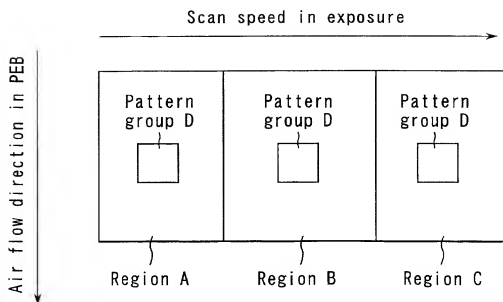 Scan speed in exposure
Air flow direction in PEB
Pattern
group D
Pattern
group D
Pattern
group D
Region A
Region B
Region C